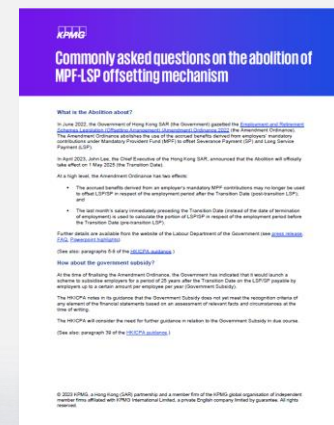 KPMG
Commonly asked questions on the abolition of
MPF-LSP offsetting mechanism
What is the Abolition about?
In June 2022, the Government of Hong Kong SAR (the Government) gazetted the Employment and Retirement
Schemes Legislation (Offsetting Arrangement) (Amendment) Ordinance 2022 (the Amendment Ordinance).
The Amendment Ordinance abolishes the use of the accrued benefits derived from employers' mandatory
contributions under Mandatory Provident Fund (MPF) to offset Severance Payment (SP) and Long Service
Payment (LSP).
In April 2023, John Lee, the Chief Executive of the Hong Kong SAR, announced that the Abolition will officially
take effect on 1 May 2025 (the Transition Date).
At a high level, the Amendment Ordinance has two effects:
• The accrued benefits derived from an employer's mandatory MPF contributions may no longer be used
to offset LSP/SP in respect of the employment period after the Transition Date (post-transition LSP);
and
• The last month's salary immediately preceding the Transition Date (instead of the date of termination
of employment) is used to calculate the portion of LSP/SP in respect of the employment period before
the Transition Date (pre-transition LSP).
Further details are available from the website of the Labour Department of the Government (see press release,
FAQ, Powerpoint highlights).
(See also: paragraphs 5-8 of the HKICPA guidance.)
How about the government subsidy?
At the time of finalising the Amendment Ordinance, the Government has indicated that it would launch a
scheme to subsidise employers for a period of 25 years after the Transition Date on the LSP/SP payable by
employers up to a certain amount per employee per year (Government Subsidy).
The HKICPA notes in its guidance that the Government Subsidy does not yet meet the recognition criteria of
any element of the financial statements based on an assessment of relevant facts and circumstances at the
time of writing.
The HKICPA will consider the need for further guidance in relation to the Government Subsidy in due course.
(See also: paragraph 39 of the HKICPA guidance.)
© 2023 KPMG, a Hong Kong (SAR) partnership and a member firm of the KPMG global organisation of independent
member firms affiliated with KPMG International Limited, a private English company limited by guarantee. All rights
reserved.